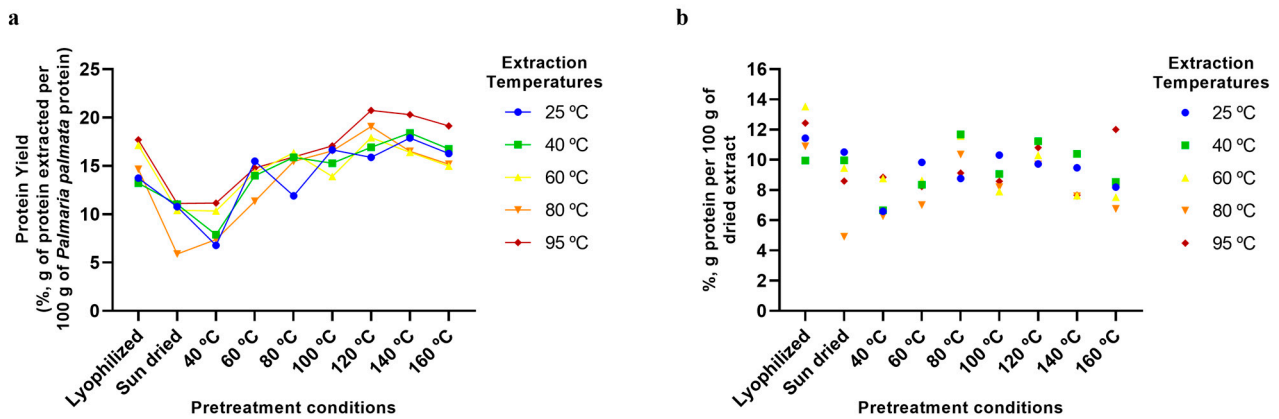 a
Protein Yield
(%, g of protein extracted per
100 g of Palmaria palmata protein)
25
20
15
10
5
0
Lyophilized
Sun dried
40 ºC
60 ºC
80 ºC
100 ºC
120 ºC
140 ºC
160 ºC
Pretreatment conditions
Extraction
Temperatures
25 ºC
40 ºC
60 ºC
80 ºC
95 ºC
b
%, g protein per 100 g of
dried extract
16
14
12
10
8
6
4
2
0
Lyophilized
Sun dried
40 ºC
60 ºC
80 ºC
100 ºC
120 ºC
140 ºC
160 ºC
Pretreatment conditions
Extraction
Temperatures
25 ºC
40 ºC
60 ºC
80 ºC
95 ºC